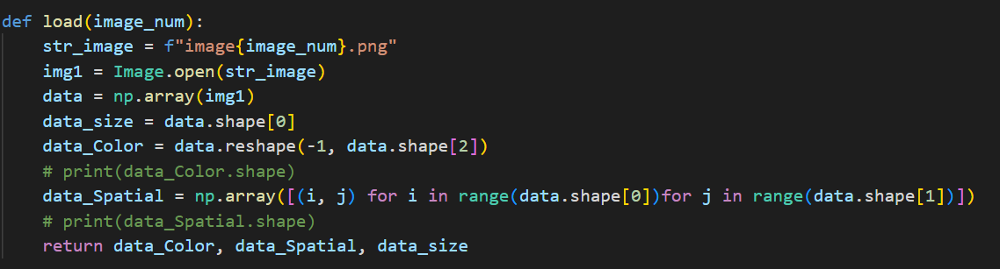 def load(image_num):
    str_image = f"image{image_num}.png"
    img1 = Image.open(str_image)
    data = np.array(img1)
    data_size = data.shape[0]
    data_Color = data.reshape(-1, data.shape[2])
    # print(data_Color.shape)
    data_Spatial = np.array([(i, j) for i in range(data.shape[0])for j in range(data.shape[1])])
    # print(data_Spatial.shape)
    return data_Color, data_Spatial, data_size